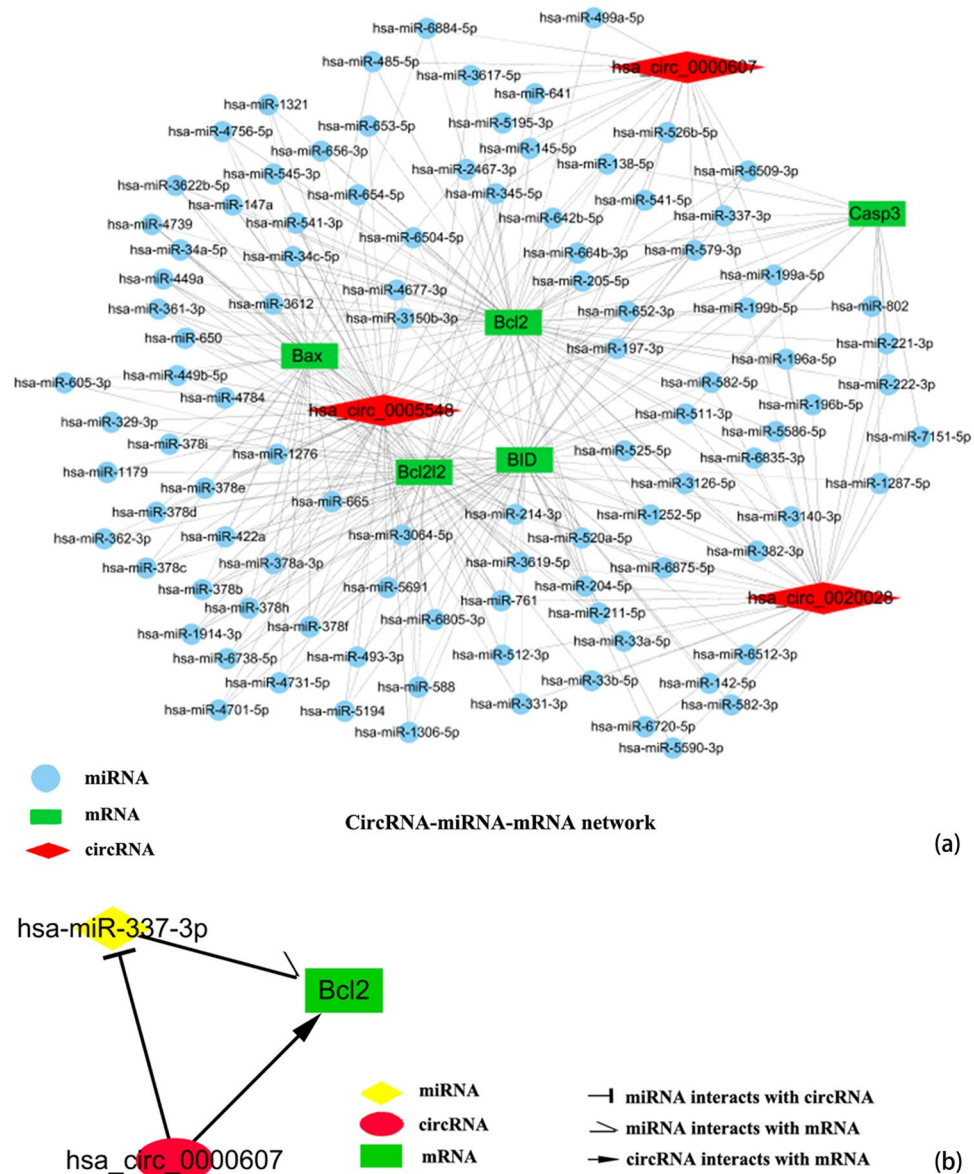 hsa-miR-499a-5p
hsa-miR-6884-5p
hsa-miR-485-5p
hsa_circ_0000607
hsa-miR-3617-5p
hsa-miR-641
hsa-miR-1321
hsa-miR-4756-5p
hsa-miR-653-5p
hsa-miR-5195-3p
hsa-miR-526b-5p
hsa-miR-656-3p
hsa-miR-145-5p
hsa-miR-138-5p
hsa-miR-545-3p
hsa-miR-2467-3p
hsa-miR-6509-3p
hsa-miR-3622b-5p
hsa-miR-654-5p
hsa-miR-345-5p
hsa-miR-541-5p
hsa-miR-147a
hsa-miR-642b-5p
hsa-miR-337-3p
Casp3
hsa-miR-4739
hsa-miR-541-3p
hsa-miR-6504-5p
hsa-miR-34a-5p
hsa-miR-34c-5p
hsa-miR-664b-3p
hsa-miR-579-3p
hsa-miR-449a
hsa-miR-205-5p
hsa-miR-199a-5p
hsa-miR-4677-3p
hsa-miR-361-3p
hsa-miR-3612
hsa-miR-3150b-3p
Bcl2
hsa-miR-652-3p
hsa-miR-199b-5p
hsa-miR-802
hsa-miR-650
Bax
hsa-miR-197-3p
hsa-miR-196a-5p
hsa-miR-221-3p
hsa-miR-605-3p
hsa-miR-449b-5p
hsa-miR-582-5p
hsa-miR-222-3p
hsa-miR-4784
hsa_circ_0005548
hsa-miR-511-3p
hsa-miR-196b-5p
hsa-miR-329-3p
hsa-miR-5586-5p
hsa-miR-7151-5p
hsa-miR-378i
hsa-miR-1276
BID
hsa-miR-525-5p
hsa-miR-6835-3p
hsa-miR-1179
Bcl2l2
hsa-miR-378e
hsa-miR-3126-5p
hsa-miR-1287-5p
hsa-miR-665
hsa-miR-378d
hsa-miR-214-3p
hsa-miR-1252-5p
hsa-miR-3140-3p
hsa-miR-362-3p
hsa-miR-422a
hsa-miR-3064-5p
hsa-miR-520a-5p
hsa-miR-382-3p
hsa-miR-378c
hsa-miR-378a-3p
hsa-miR-3619-5p
hsa-miR-6875-5p
hsa-miR-378b
hsa-miR-5691
hsa-miR-204-5p
hsa-miR-378h
hsa-miR-761
hsa-miR-211-5p
hsa_circ_0020028
hsa-miR-1914-3p
hsa-miR-378f
hsa-miR-6805-3p
hsa-miR-33a-5p
hsa-miR-6738-5p
hsa-miR-493-3p
hsa-miR-512-3p
hsa-miR-6512-3p
hsa-miR-4731-5p
hsa-miR-588
hsa-miR-33b-5p
hsa-miR-142-5p
hsa-miR-4701-5p
hsa-miR-5194
hsa-miR-331-3p
hsa-miR-582-3p
hsa-miR-1306-5p
hsa-miR-6720-5p
hsa-miR-5590-3p
miRNA
mRNA
circRNA
CircRNA-miRNA-mRNA network
(a)
hsa-miR-337-3p
Bcl2
hsa_circ_0000607
miRNA
circRNA
mRNA
miRNA interacts with circRNA
miRNA interacts with mRNA
circRNA interacts with mRNA
(b)